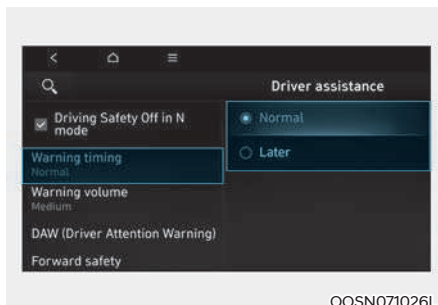 Driver assistance
Driving Safety Off in N
mode
Normal
Warning timing
Normal
Later
Warning volume
Medium
DAW (Driver Attention Warning)
Forward safety
OOSN071026L